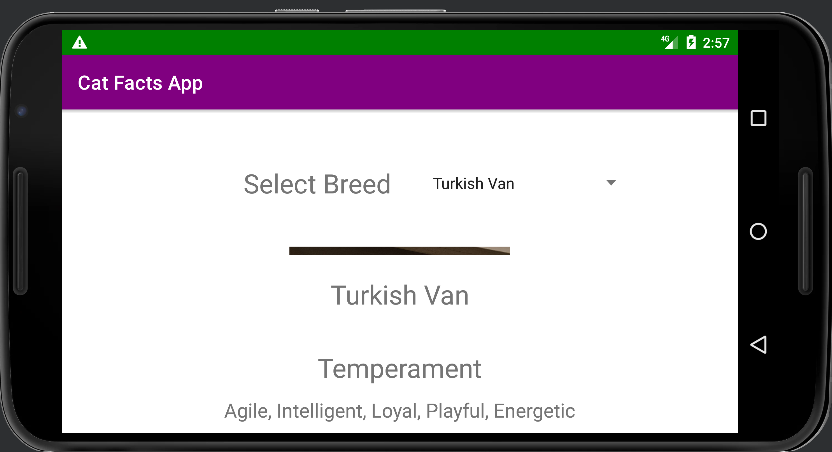 4G 2:57
Cat Facts App
Select Breed Turkish Van
Turkish Van
Temperament
Agile, Intelligent, Loyal, Playful, Energetic